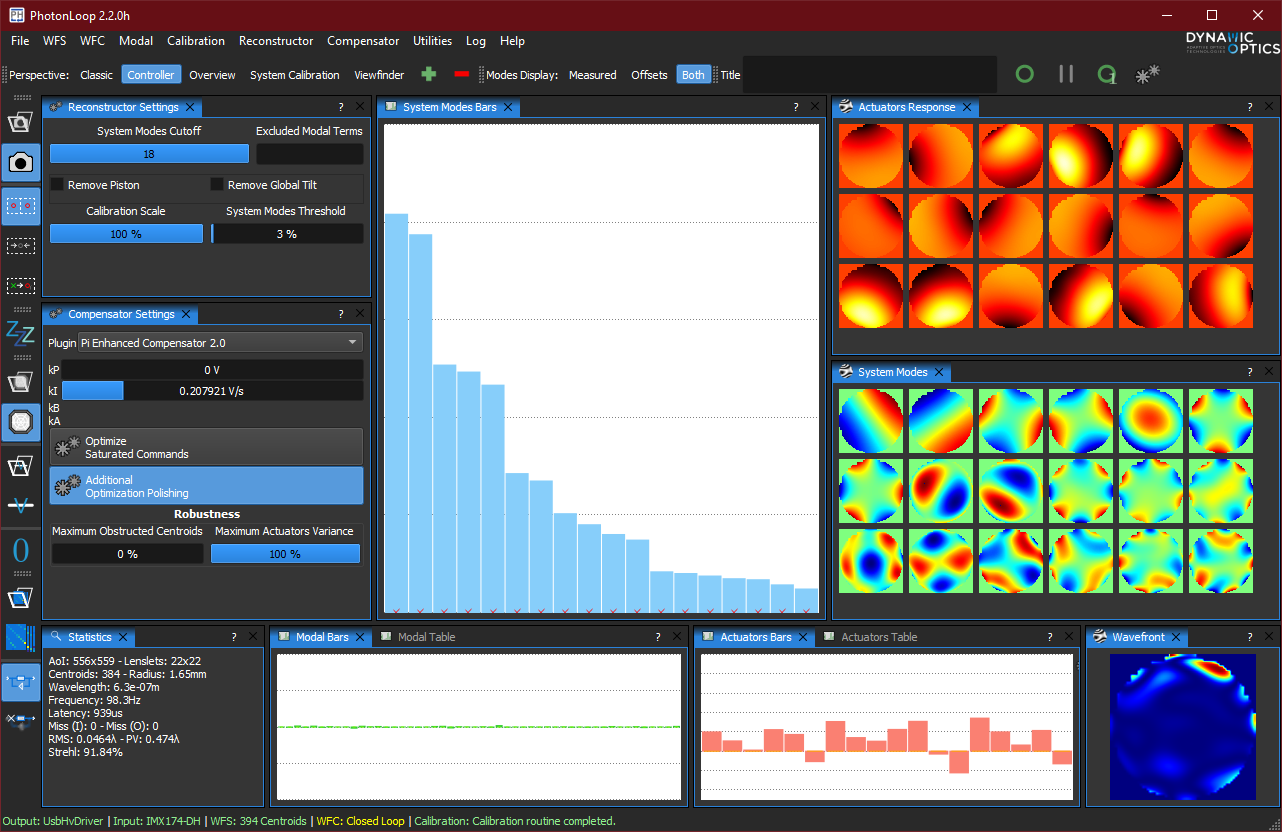 PhotonLoop 2.2.0h
File WFS WFC Modal Calibration Reconstructor Compensator Utilities Log Help
DYNAMIC
OPTICS
ADAPTIVE OPTICS
TECHNOLOGIES
Perspective: Classic Controller Overview System Calibration Viewfinder Modes Display: Measured Offsets Both Title
1
Reconstructor Settings ?
System Modes Cutoff Excluded Modal Terms
18
Remove Piston Remove Global Tilt
Calibration Scale System Modes Threshold
100 % 3 %
Compensator Settings ?
Plugin Pi Enhanced Compensator 2.0
kP 0 V
kI 0.207921 V/s
kB
kA
Optimize
Saturated Commands
Additional
Optimization Polishing
Robustness
Maximum Obstructed Centroids Maximum Actuators Variance
0 % 100 %
System Modes Bars ?
Actuators Response ?
System Modes ?
Statistics ?
AoI: 556x559 - Lenslets: 22x22
Centroids: 384 - Radius: 1.65mm
Wavelength: 6.3e-07m
Frequency: 98.3Hz
Latency: 939us
Miss (I): 0 - Miss (O): 0
RMS: 0.0464λ - PV: 0.474λ
Strehl: 91.84%
Modal Bars Modal Table ?
Actuators Bars Actuators Table ?
Wavefront ?
Output: UsbHvDriver | Input: IMX174-DH | WFS: 394 Centroids | WFC: Closed Loop | Calibration: Calibration routine completed.